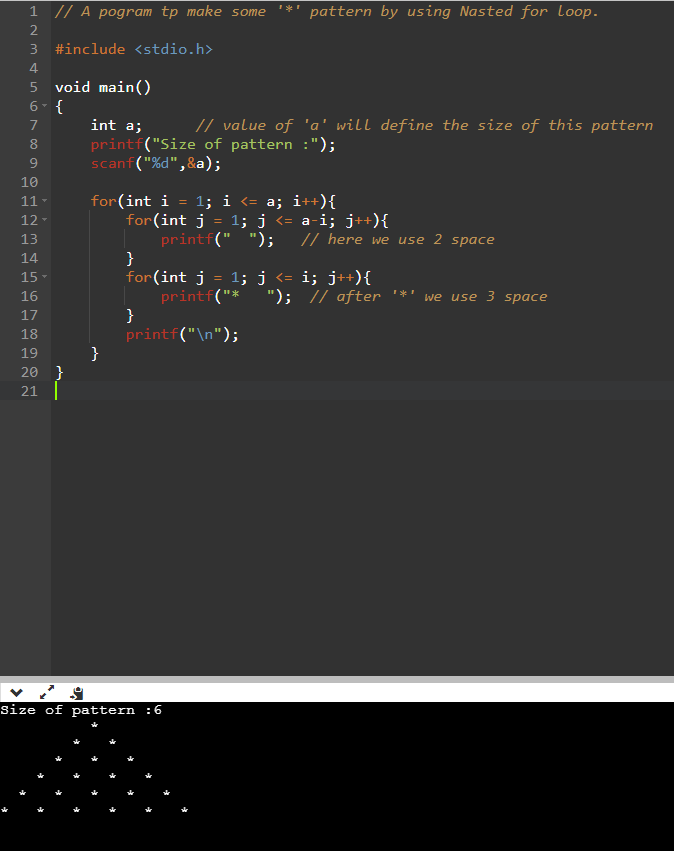 1 // A pogram tp make some '*' pattern by using Nasted for loop.
2
3 #include <stdio.h>
4
5 void main()
6 {
7     int a;      // value of 'a' will define the size of this pattern
8     printf("Size of pattern :");
9     scanf("%d",&a);
10
11     for(int i = 1; i <= a; i++){
12         for(int j = 1; j <= a-i; j++){
13             printf("  ");   // here we use 2 space
14         }
15         for(int j = 1; j <= i; j++){
16             printf("*   ");  // after '*' we use 3 space
17         }
18         printf("\n");
19     }
20 }
21
Size of pattern :6
          *
        *   *
      *   *   *
    *   *   *   *
  *   *   *   *   *
*   *   *   *   *   *